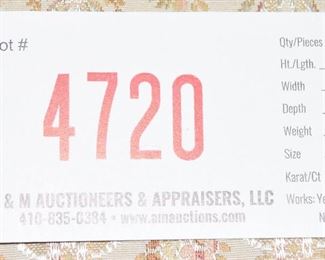 ot #
4720
& M AUCTIONEERS & APPRAISERS, LLC
410-835-0384 • www.amauctions.com
Qty/Pieces
Ht./Lgth. _
Width _
Depth _
Weight _
Size
Karat/Ct
Works: Ye
N